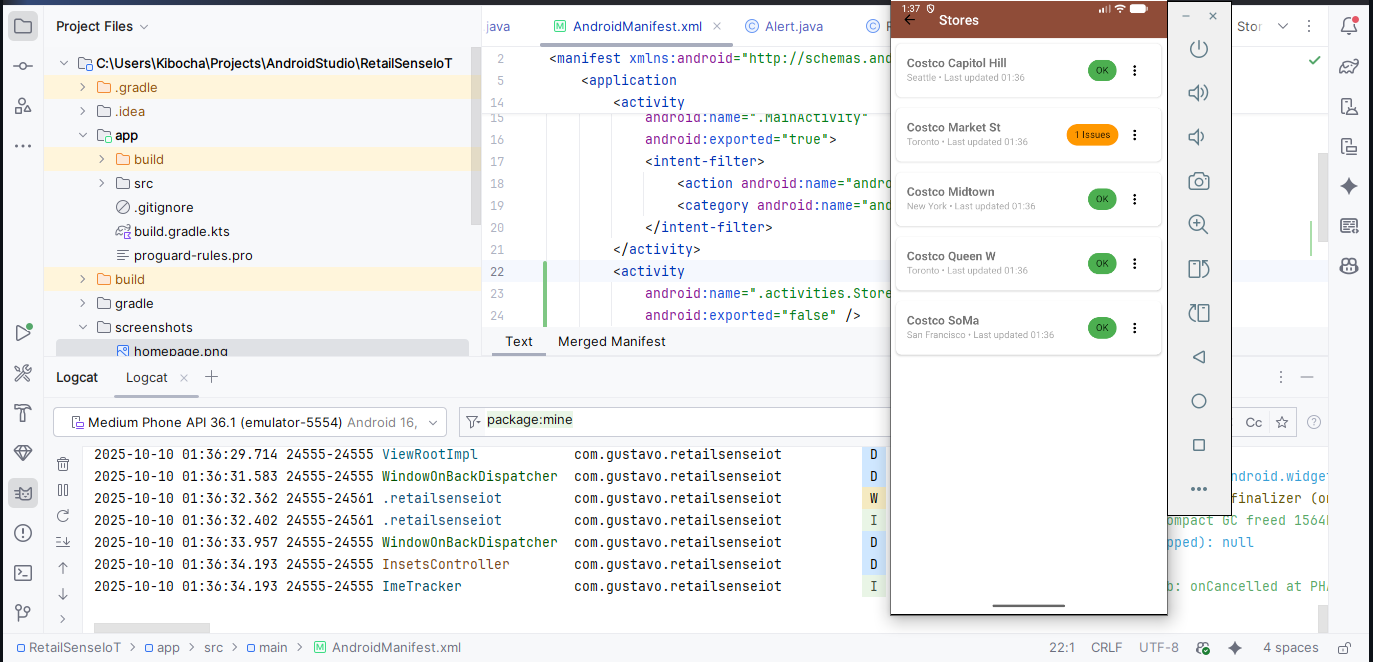 Project Files
C:\Users\Kibocha\Projects\AndroidStudio\RetailSenseIoT
.gradle
.idea
app
build
src
.gitignore
build.gradle.kts
proguard-rules.pro
build
gradle
screenshots
homepage.png
java
AndroidManifest.xml
Alert.java
2 <manifest xmlns:android="http://schemas.and
5 <application
14 <activity
15 android:name=".MainActivity"
16 android:exported="true">
17 <intent-filter>
18 <action android:name="andro
19 <category android:name="and
20 </intent-filter>
21 </activity>
22 <activity
23 android:name=".activities.Store
24 android:exported="false" />
Text Merged Manifest
1:37
Stores
Costco Capitol Hill
Seattle • Last updated 01:36
OK
Costco Market St
Toronto • Last updated 01:36
1 Issues
Costco Midtown
New York • Last updated 01:36
OK
Costco Queen W
Toronto • Last updated 01:36
OK
Costco SoMa
San Francisco • Last updated 01:36
OK
Stor
Logcat
Logcat
Medium Phone API 36.1 (emulator-5554) Android 16,
package:mine
Cc
2025-10-10 01:36:29.714 24555-24555 ViewRootImpl com.gustavo.retailsenseiot D
2025-10-10 01:36:31.583 24555-24555 WindowOnBackDispatcher com.gustavo.retailsenseiot D ndroid.widge
2025-10-10 01:36:32.362 24555-24561 .retailsenseiot com.gustavo.retailsenseiot W finalizer (or
2025-10-10 01:36:32.402 24555-24561 .retailsenseiot com.gustavo.retailsenseiot I ompact GC freed 1564
2025-10-10 01:36:33.957 24555-24555 WindowOnBackDispatcher com.gustavo.retailsenseiot D pped): null
2025-10-10 01:36:34.193 24555-24555 InsetsController com.gustavo.retailsenseiot D
2025-10-10 01:36:34.193 24555-24555 ImeTracker com.gustavo.retailsenseiot I b: onCancelled at PHA
RetailSenseIoT > app > src > main > AndroidManifest.xml
22:1 CRLF UTF-8 4 spaces